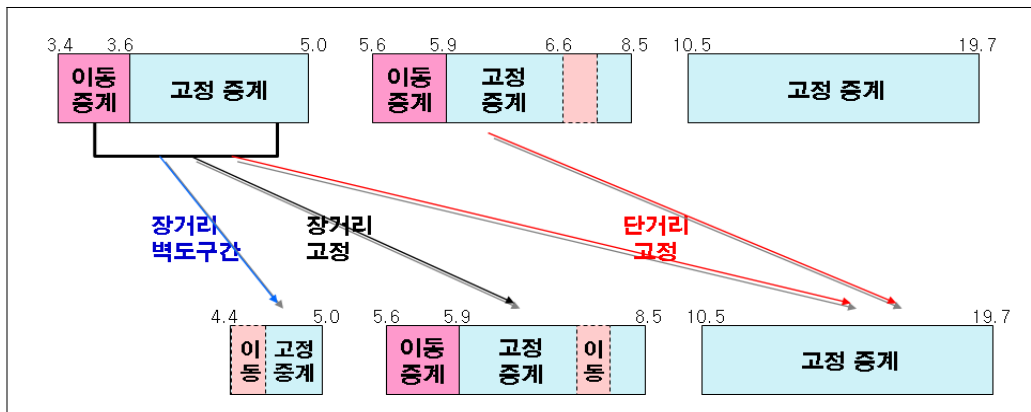 3.4 3.6 5.0 5.6 5.9 6.6 8.5 10.5 19.7
이동
중계
고정 중계
이동
중계
고정
중계
고정 중계
장거리
벽도구간
장거리
고정
단거리
고정
4.4 5.0 5.6 5.9 8.5 10.5 19.7
이
동
고정
중계
이동
중계
고정
중계
이
동
고정 중계